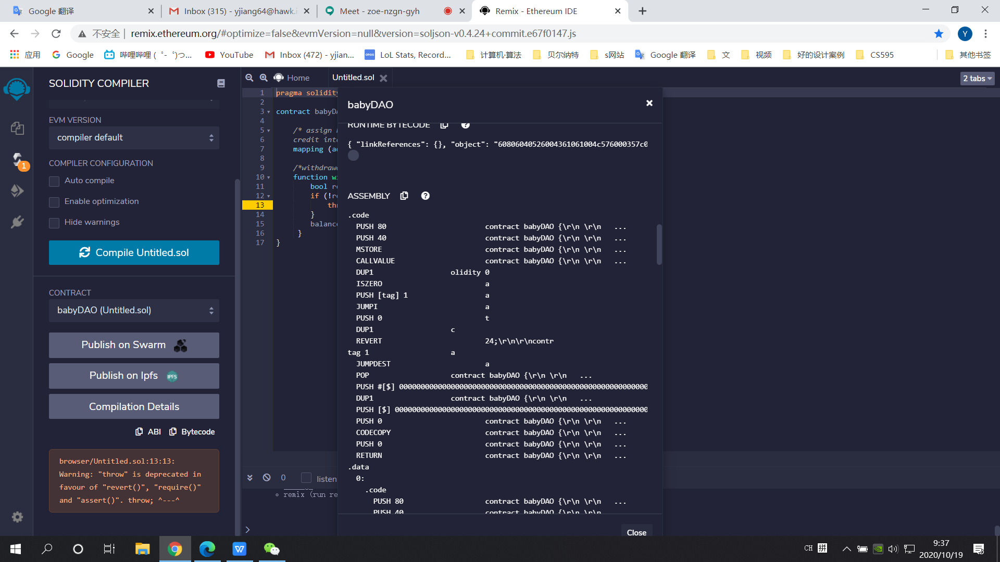 Google 翻译
Inbox (315) - yjiang64@hawk.i
Meet - zoe-nzgn-gyh
Remix - Ethereum IDE
不安全 | remix.ethereum.org/#optimize=false&evmVersion=null&version=soljson-v0.4.24+commit.e67f0147.js
Y
应用
Google
哔哩哔哩 ( ゜- ゜)つ...
YouTube
Inbox (472) - yjian...
LoL Stats, Record...
计算机·算法
贝尔纳特
s网站
Google 翻译
文
视频
好的设计案例
CS595
其他书签
SOLIDITY COMPILER
EVM VERSION
compiler default
COMPILER CONFIGURATION
Auto compile
Enable optimization
Hide warnings
Compile Untitled.sol
CONTRACT
babyDAO (Untitled.sol)
Publish on Swarm
Publish on Ipfs
IPFS
Compilation Details
ABI
Bytecode
browser/Untitled.sol:13:13:
Warning: "throw" is deprecated in
favour of "revert()", "require()"
and "assert()". throw; ^---^
1
Home
Untitled.sol
2 tabs
1 pragma solidity
2
3 contract babyD
4
5 /* assign
6 credit int
7 mapping (a
8
9 /*withdraw
10 function w
11 bool r
12 if (!r
13 th
14 }
15 balanc
16 }
17 }
0
listen
remix (run re
>
babyDAO
RUNTIME BYTECODE
{ "linkReferences": {}, "object": "60806040526004361061004c576000357c0
ASSEMBLY
.code
PUSH 80 contract babyDAO {\r\n \r\n ...
PUSH 40 contract babyDAO {\r\n \r\n ...
MSTORE contract babyDAO {\r\n \r\n ...
CALLVALUE contract babyDAO {\r\n \r\n ...
DUP1 olidity 0
ISZERO a
PUSH [tag] 1 a
JUMPI a
PUSH 0 t
DUP1 c
REVERT 24;\r\n\r\ncontr
tag 1 a
JUMPDEST a
POP contract babyDAO {\r\n \r\n ...
PUSH #[$] 0000000000000000000000000000000000000000000000000000000000
DUP1 contract babyDAO {\r\n \r\n ...
PUSH [$] 00000000000000000000000000000000000000000000000000000000000
PUSH 0 contract babyDAO {\r\n \r\n ...
CODECOPY contract babyDAO {\r\n \r\n ...
PUSH 0 contract babyDAO {\r\n \r\n ...
RETURN contract babyDAO {\r\n \r\n ...
.data
0:
.code
PUSH 80 contract babyDAO {\r\n \r\n ...
PUSH 40 contract babyDAO {\r\n \r\n
Close
CH 拼
9:37
2020/10/19